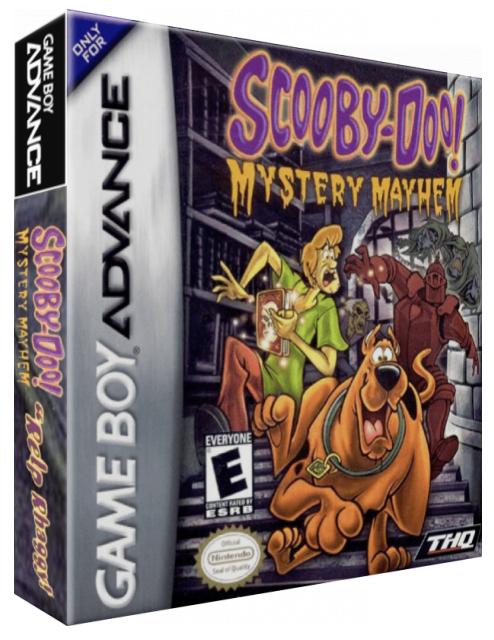 GAME BOY
ADVANCE
SCOOBY-DOO!
MYSTERY MAYHEM
ONLY
FOR
GAME BOY ADVANCE
SCOOBY-DOO!
MYSTERY MAYHEM
EVERYONE
E
CONTENT RATED BY
ESRB
Official
Nintendo
Seal of Quality
THQ